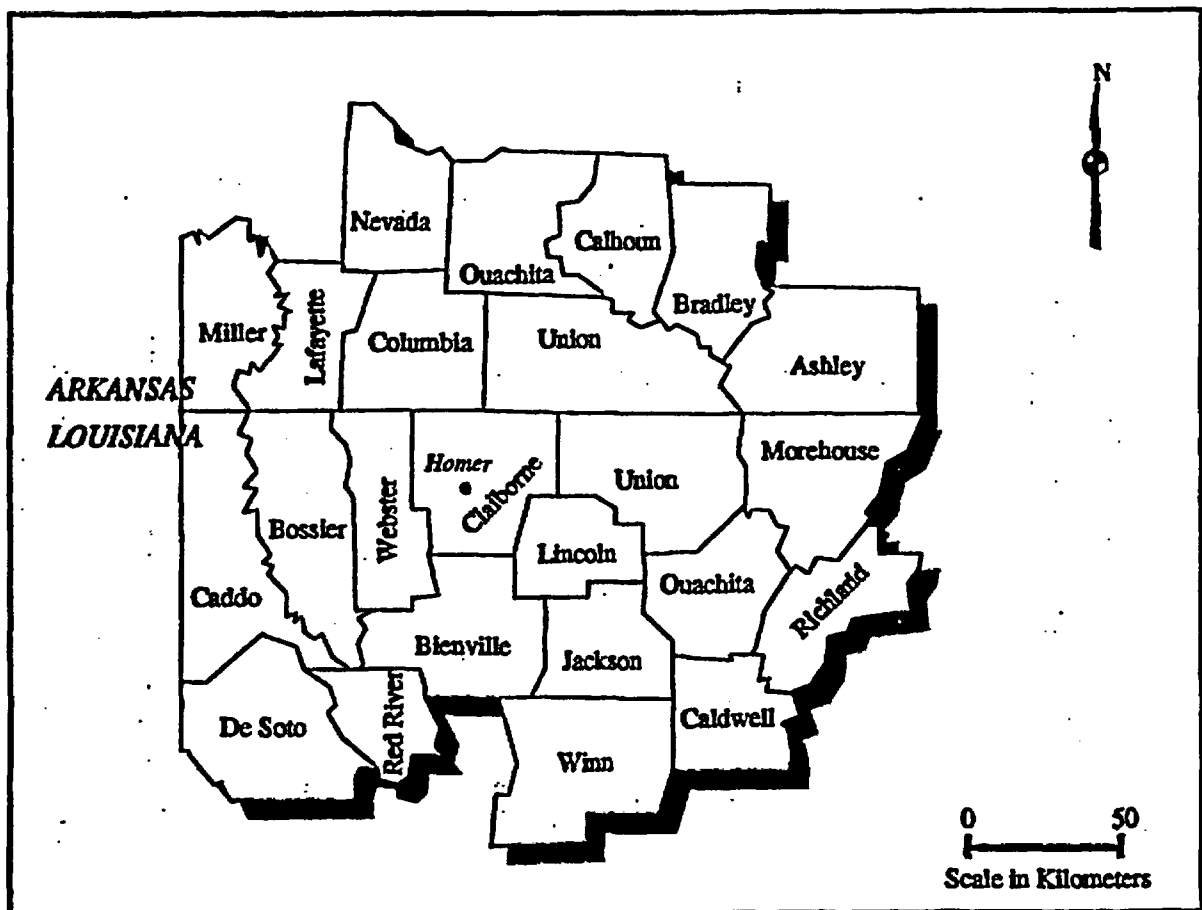 N
Nevada
Calhoun
Ouachita
Bradley
Miller
Lafayette
Columbia
Union
Ashley
ARKANSAS
LOUISIANA
Homer
Claiborne
Morehouse
Union
Webster
Bossier
Lincoln
Ouachita
Caddo
Richland
Bienville
Jackson
Red River
De Soto
Caldwell
Winn
0 50
Scale in Kilometers